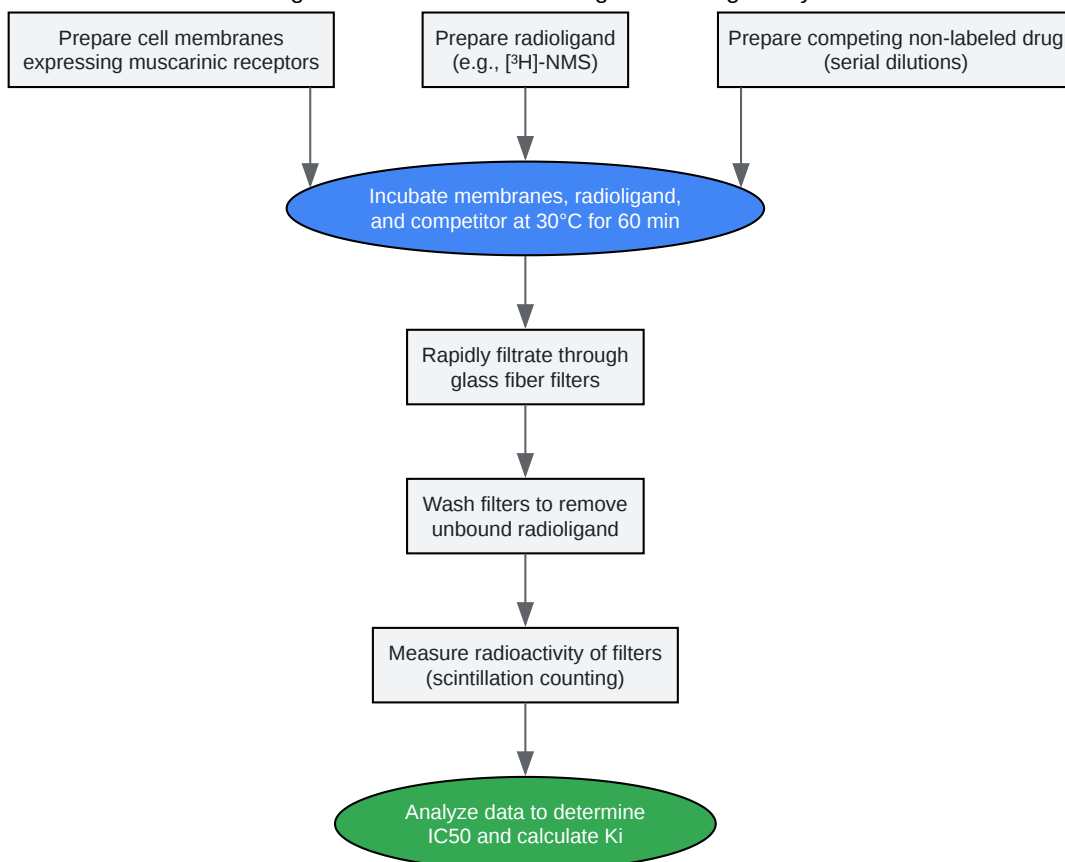 Prepare cell membranes
expressing muscarinic receptors
Prepare radioligand
(e.g., [³H]-NMS)
Prepare competing non-labeled drug
(serial dilutions)
Incubate membranes, radioligand,
and competitor at 30°C for 60 min
Rapidly filtrate through
glass fiber filters
Wash filters to remove
unbound radioligand
Measure radioactivity of filters
(scintillation counting)
Analyze data to determine
IC50 and calculate Ki